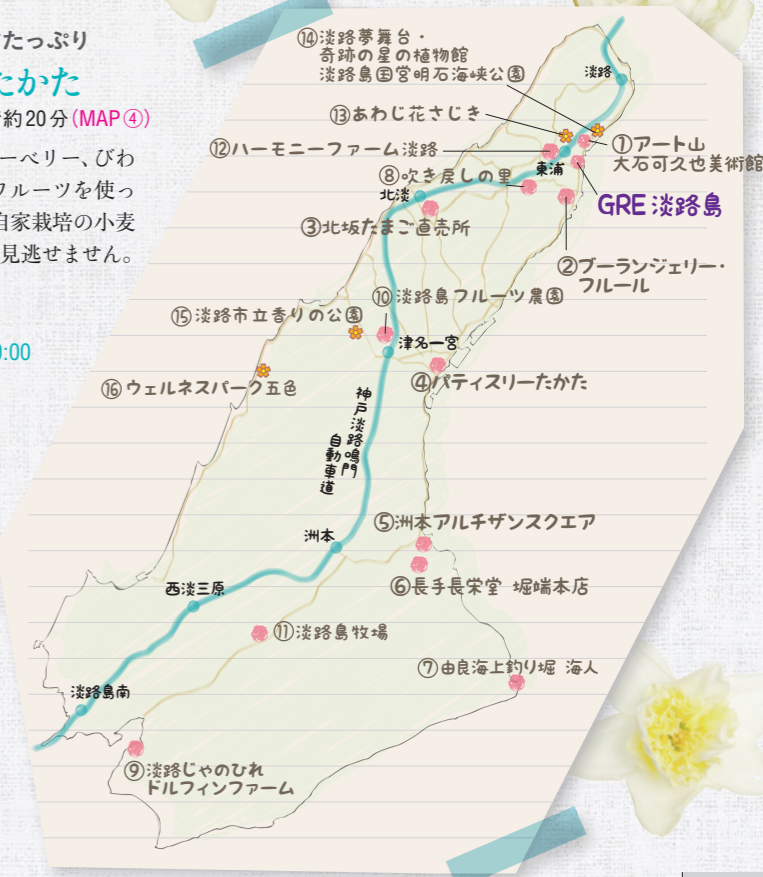 たっぷり
たかた
約20分(MAP④)
ーベリー、びわ
フルーツを使っ
自家栽培の小麦
見逃せません。
:00
⑭淡路夢舞台・
奇跡の星の植物館
淡路島国営明石海峡公園
淡路
⑬あわじ花さじき
①アート山
大石可久也美術館
⑫ハーモニーファーム淡路
東浦
⑧吹き戻しの里
北淡
GRE 淡路島
③北坂たまご直売所
②ブーランジェリー・
フルール
⑩淡路島フルーツ農園
⑮淡路市立香りの公園
津名一宮
⑯ウェルネスパーク五色
④パティスリーたかた
神戸淡路鳴門
自動車道
⑤洲本アルチザンスクエア
洲本
⑥長手長栄堂 堀端本店
西淡三原
⑪淡路島牧場
⑦由良海上釣り堀 海人
淡路島南
⑨淡路じゃのひれ
ドルフィンファーム